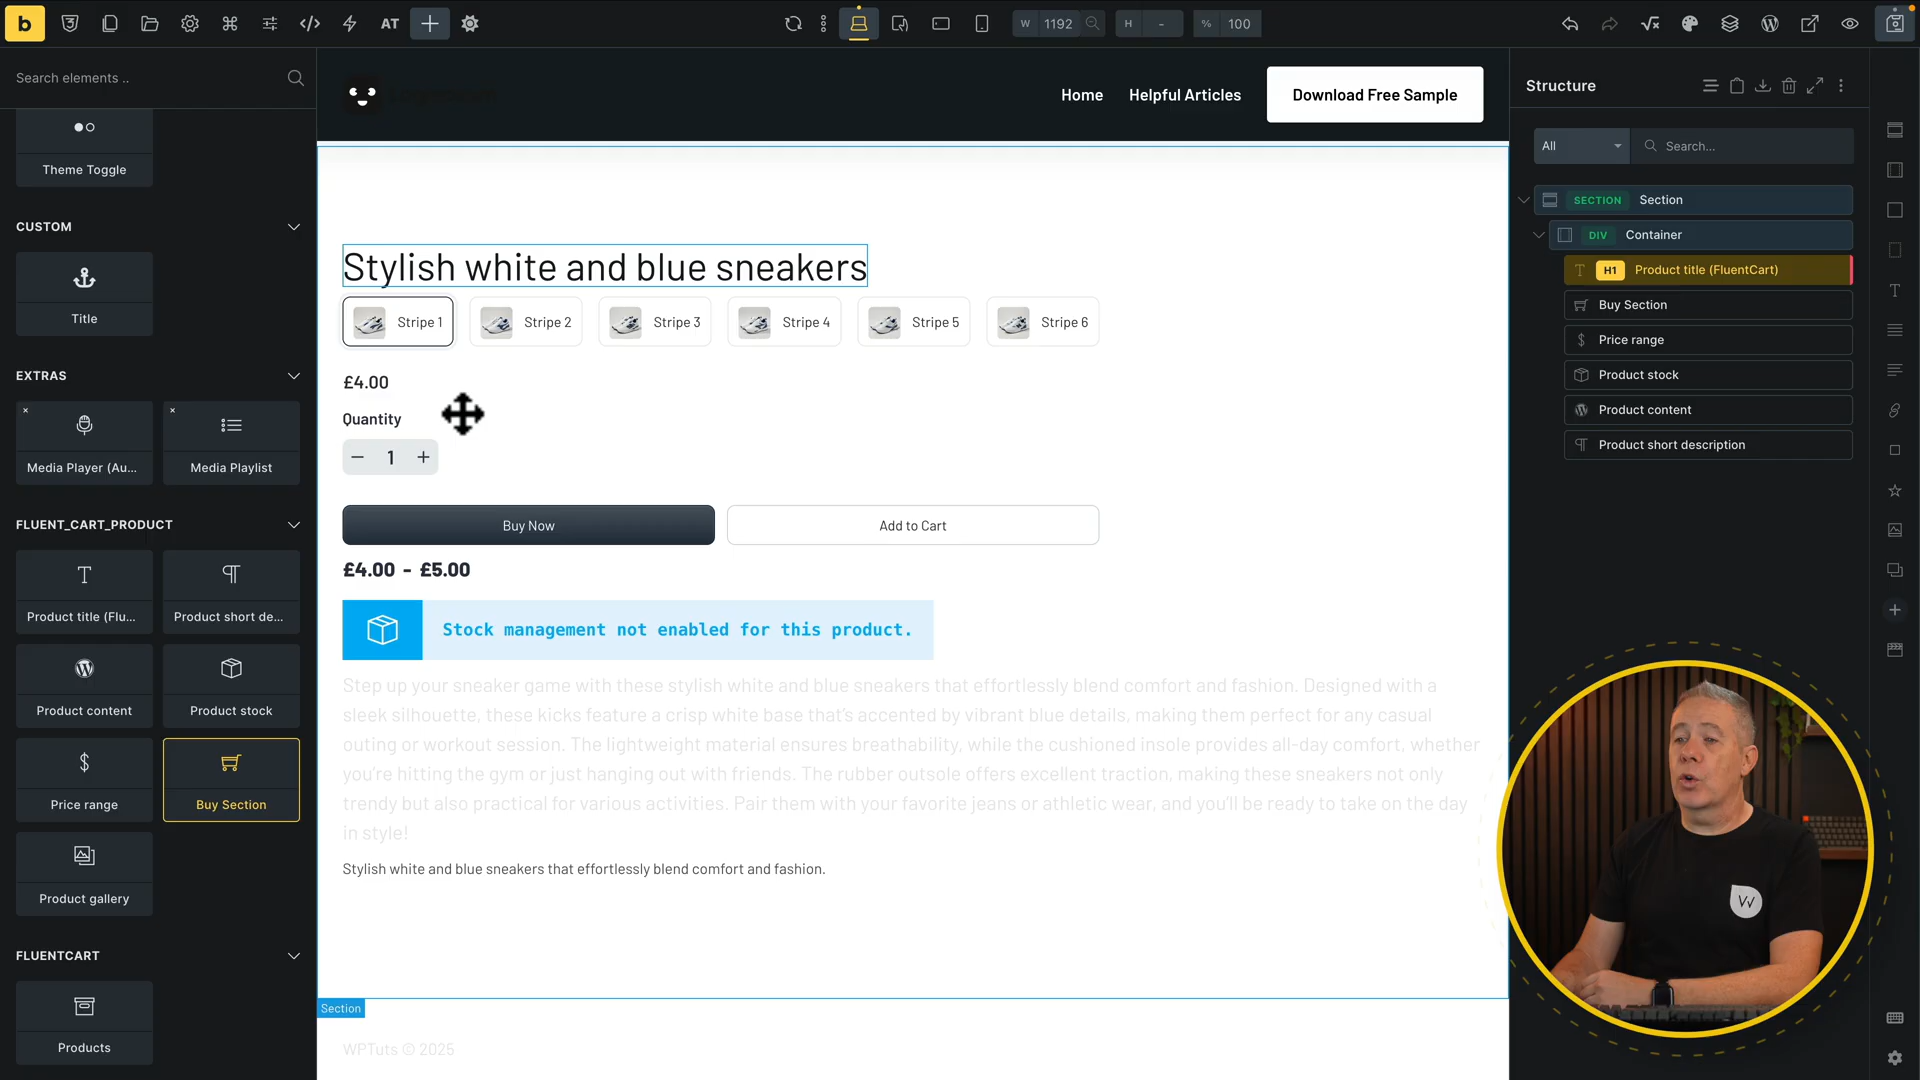 b
AT
W 1192
H -
% 100
Search elements ..
Theme Toggle
CUSTOM
Title
EXTRAS
Media Player (Au...
Media Playlist
FLUENT_CART_PRODUCT
Product title (Flu...
Product short de...
Product content
Product stock
Price range
Buy Section
Product gallery
FLUENTCART
Products
Home
Helpful Articles
Download Free Sample
Stylish white and blue sneakers
Stripe 1
Stripe 2
Stripe 3
Stripe 4
Stripe 5
Stripe 6
£4.00
Quantity
− 1 +
Buy Now
Add to Cart
£4.00 - £5.00
Stock management not enabled for this product.
Step up your sneaker game with these stylish white and blue sneakers that effortlessly blend comfort and fashion. Designed with a
sleek silhouette, these kicks feature a crisp white base that's accented by vibrant blue details, making them perfect for any casual
outing or workout session. The lightweight material ensures breathability, while the cushioned insole provides all-day comfort, whether
you're hitting the gym or just hanging out with friends. The rubber outsole offers excellent traction, making these sneakers not only
trendy but also practical for various activities. Pair them with your favorite jeans or athletic wear, and you'll be ready to take on the day
in style!
Stylish white and blue sneakers that effortlessly blend comfort and fashion.
Section
WPTuts © 2025
Structure
All
Search...
SECTION Section
DIV Container
H1 Product title (FluentCart)
Buy Section
Price range
Product stock
Product content
Product short description
W